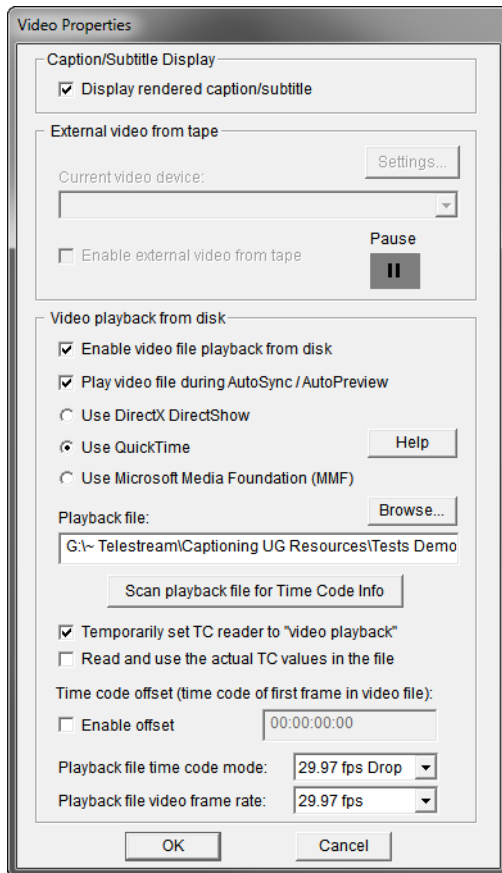 Video Properties
Caption/Subtitle Display
Display rendered caption/subtitle
External video from tape
Settings...
Current video device:
Enable external video from tape
Pause
Video playback from disk
Enable video file playback from disk
Play video file during AutoSync / AutoPreview
Use DirectX DirectShow
Use QuickTime
Help
Use Microsoft Media Foundation (MMF)
Playback file:
Browse...
G:\~ Telestream\Captioning UG Resources\Tests Demo
Scan playback file for Time Code Info
Temporarily set TC reader to "video playback"
Read and use the actual TC values in the file
Time code offset (time code of first frame in video file):
Enable offset
00:00:00:00
Playback file time code mode:
29.97 fps Drop
Playback file video frame rate:
29.97 fps
OK
Cancel